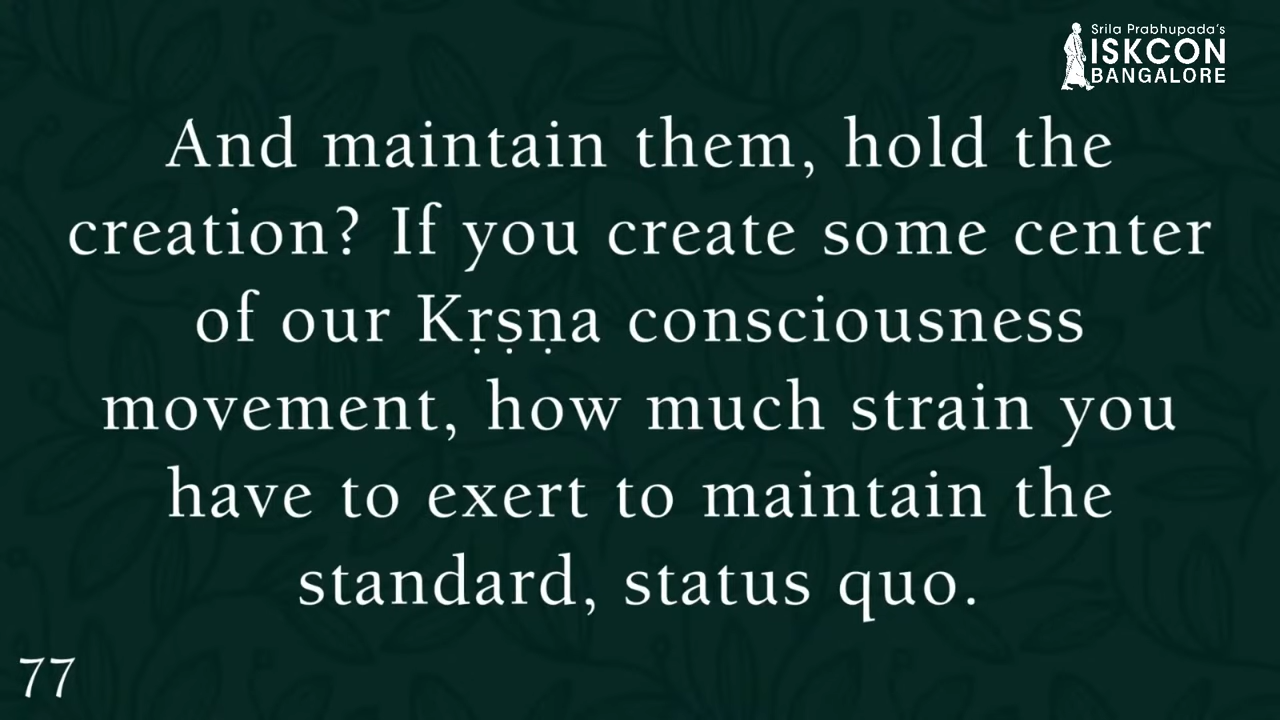 Srila Prabhupada's
ISKCON
BANGALORE
And maintain them, hold the
creation? If you create some center
of our Kṛṣṇa consciousness
movement, how much strain you
have to exert to maintain the
standard, status quo.
77